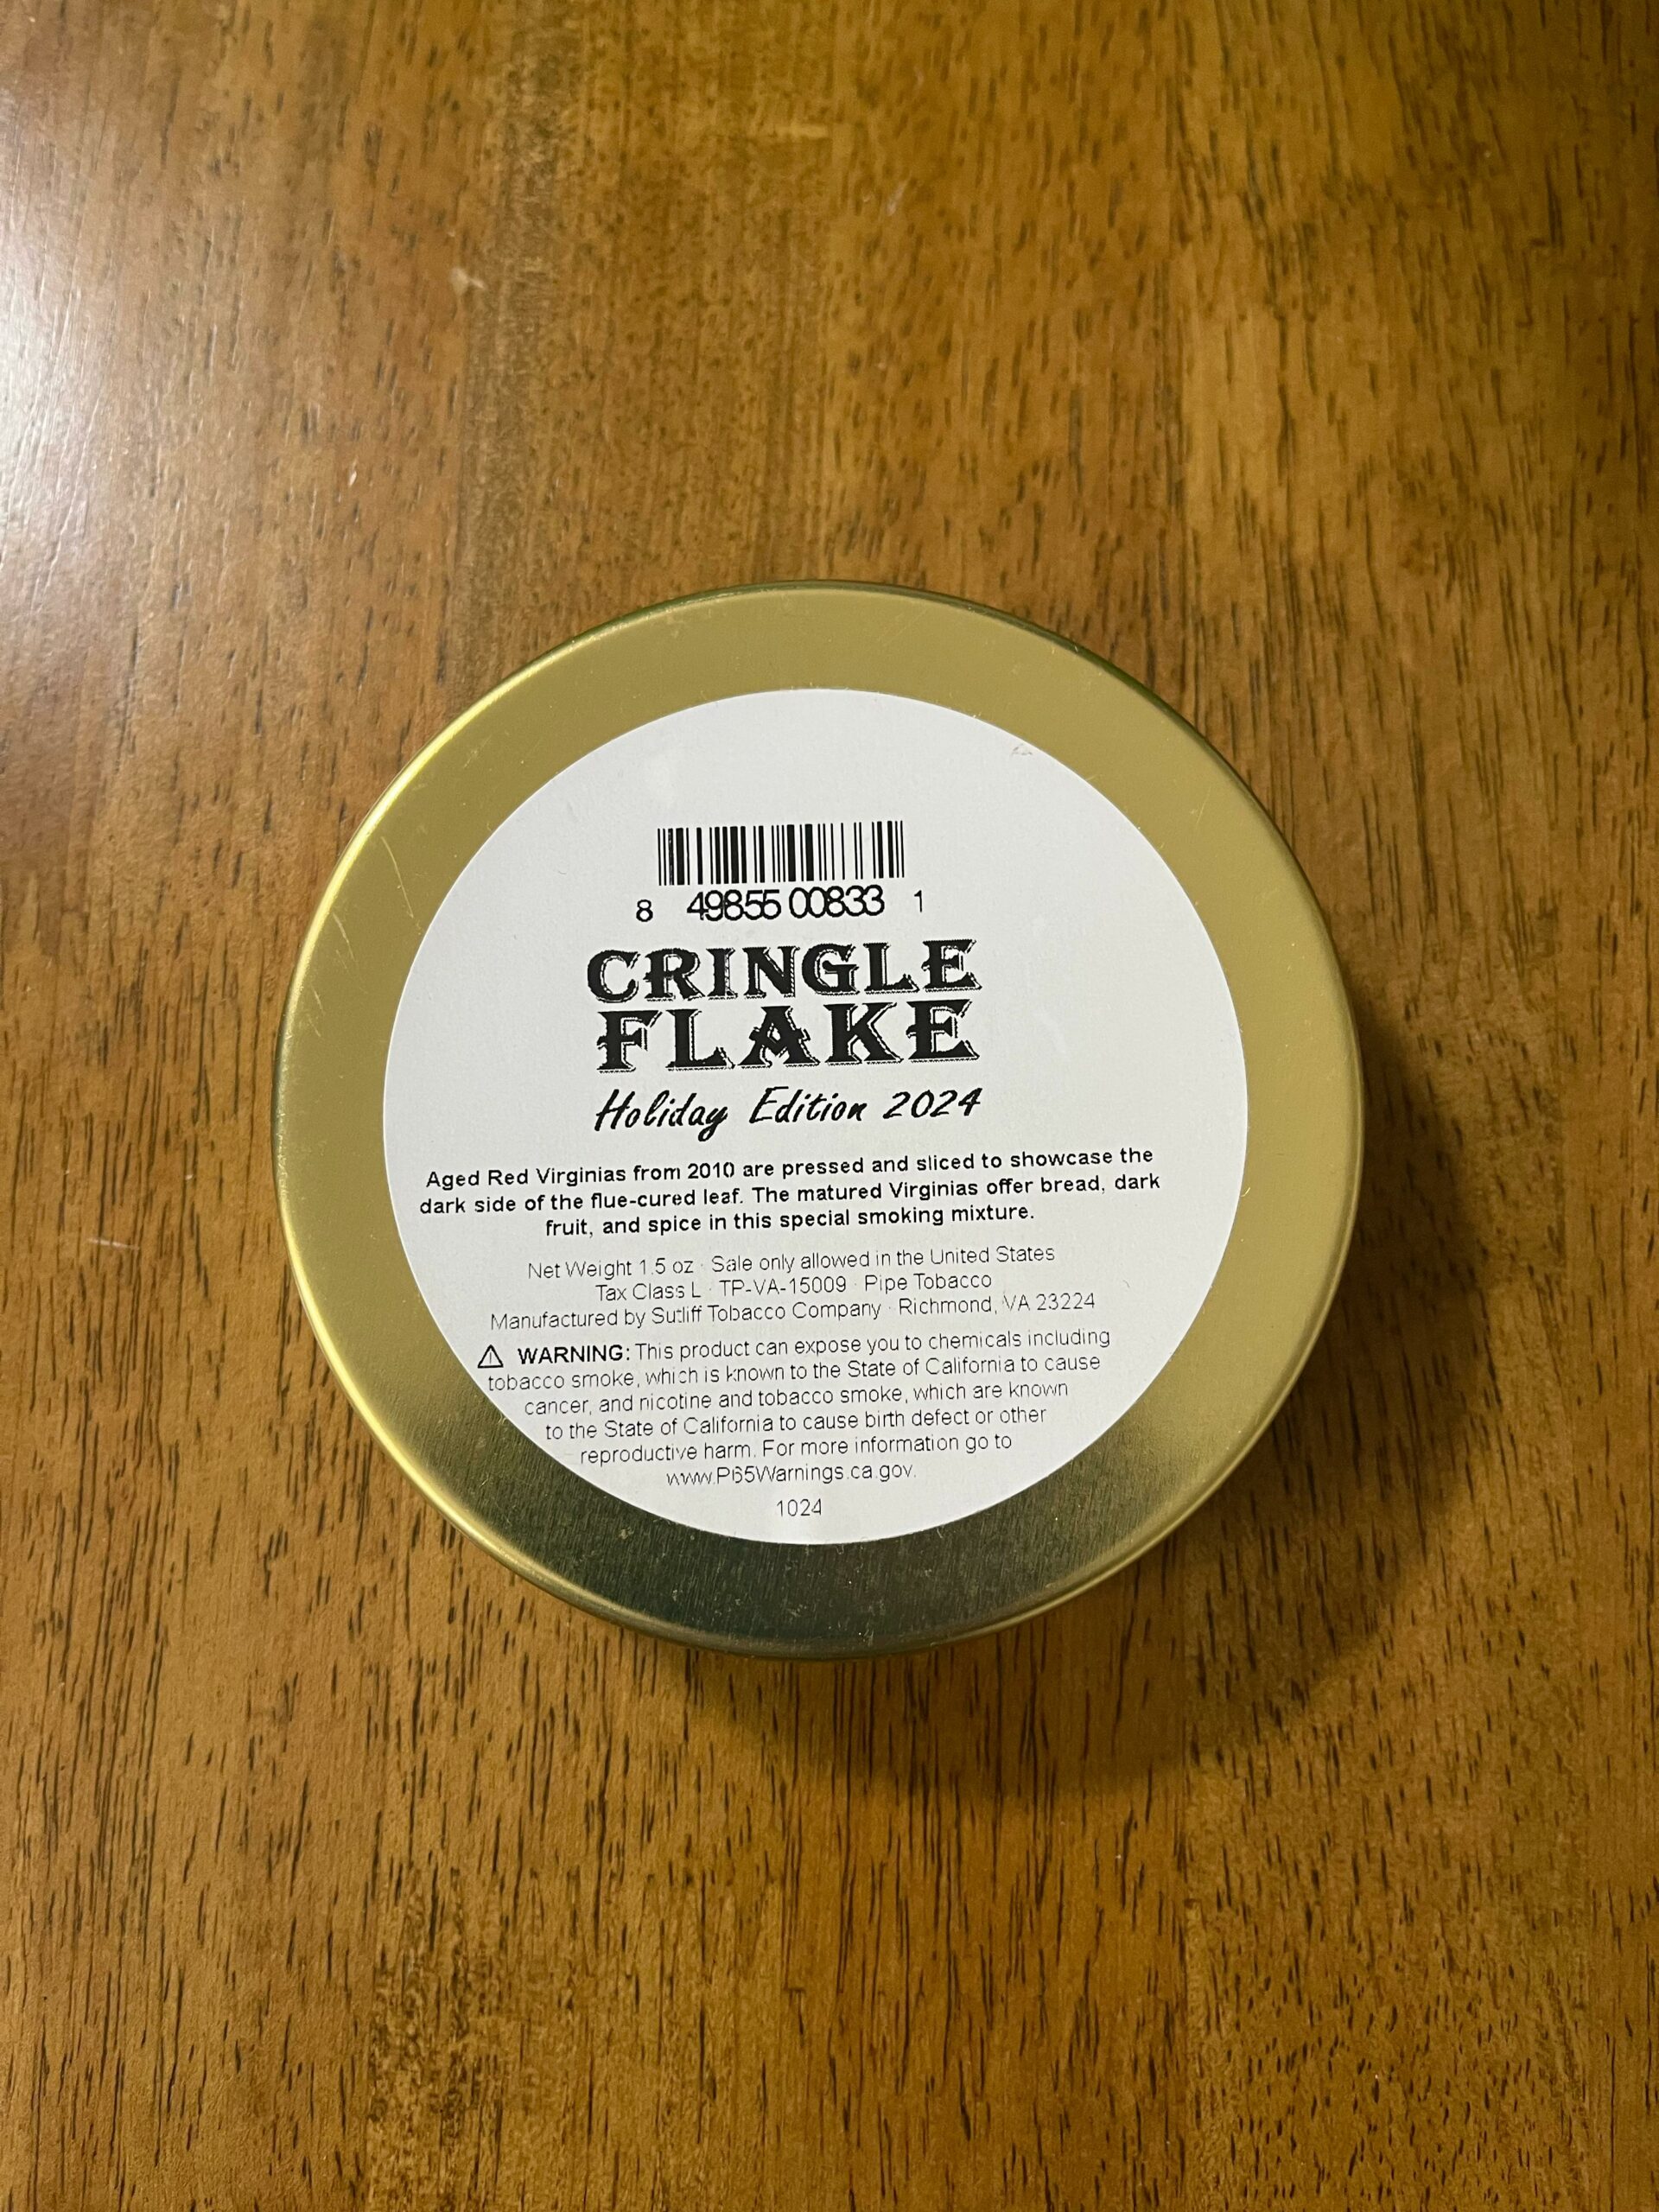 8 49855 00833 1
CRINGLE
FLAKE
Holiday Edition 2024
Aged Red Virginias from 2010 are pressed and sliced to showcase the
dark side of the flue-cured leaf. The matured Virginias offer bread, dark
fruit, and spice in this special smoking mixture.
Net Weight 1.5 oz · Sale only allowed in the United States
Tax Class L · TP-VA-15009 · Pipe Tobacco
Manufactured by Sutliff Tobacco Company · Richmond, VA 23224
⚠ WARNING: This product can expose you to chemicals including
tobacco smoke, which is known to the State of California to cause
cancer, and nicotine and tobacco smoke, which are known
to the State of California to cause birth defect or other
reproductive harm. For more information go to
www.P65Warnings.ca.gov.
1024